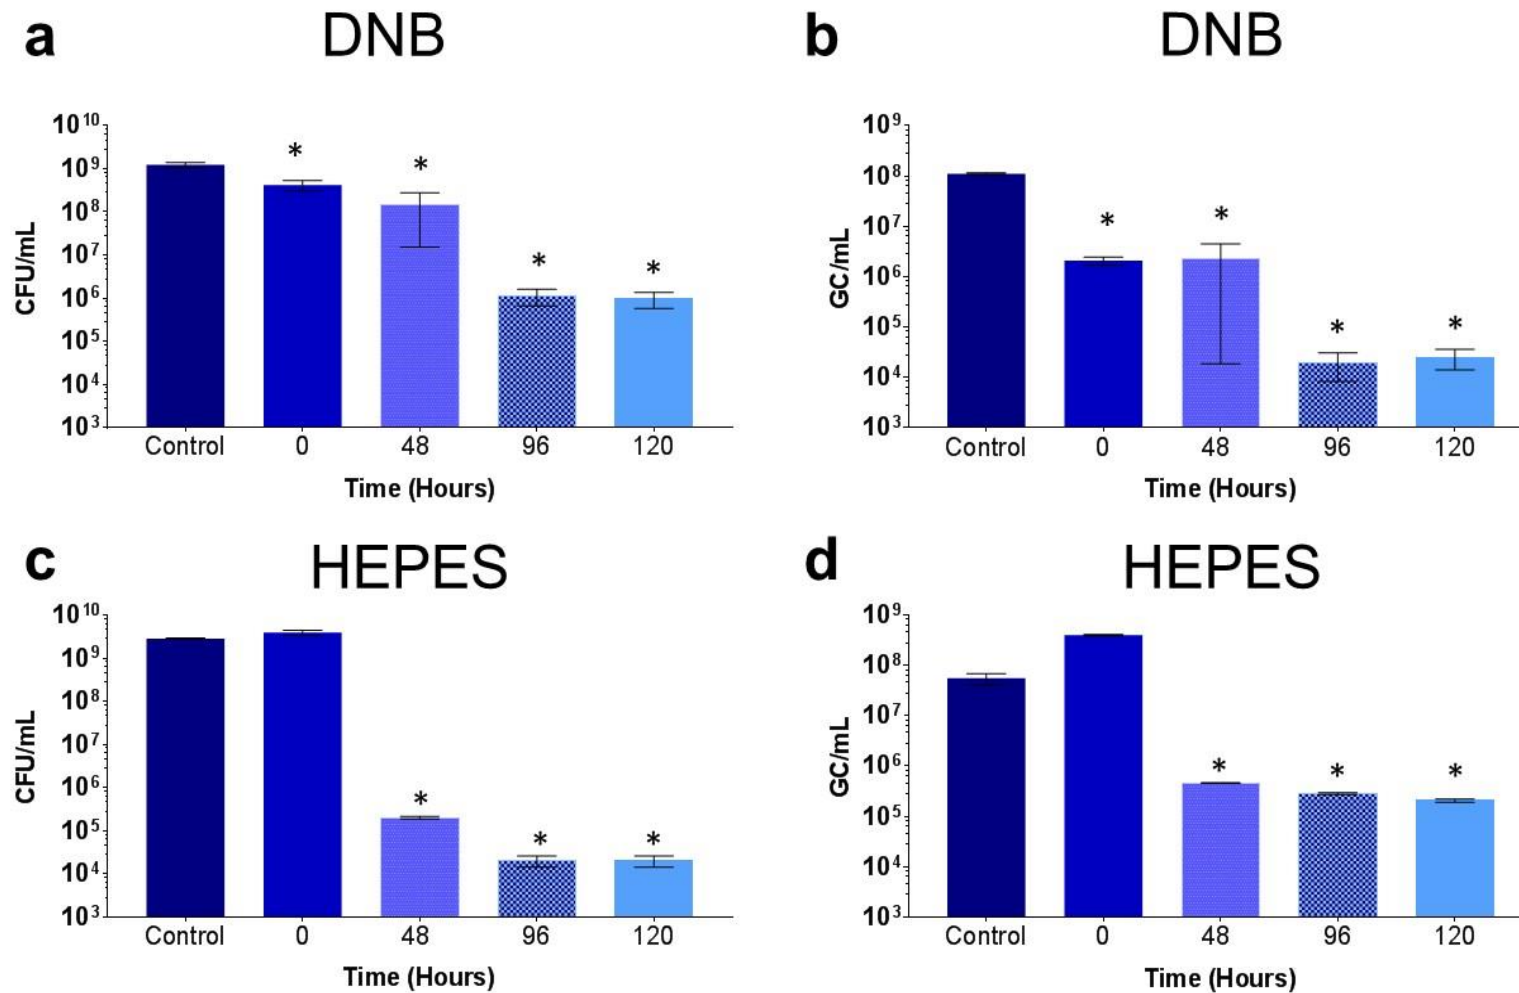 a DNB
CFU/mL
10^10
10^9
10^8
10^7
10^6
10^5
10^4
10^3
* * * *
Control 0 48 96 120
Time (Hours)
b DNB
GC/mL
10^9
10^8
10^7
10^6
10^5
10^4
10^3
* * * *
Control 0 48 96 120
Time (Hours)
c HEPES
CFU/mL
10^10
10^9
10^8
10^7
10^6
10^5
10^4
10^3
* * *
Control 0 48 96 120
Time (Hours)
d HEPES
GC/mL
10^9
10^8
10^7
10^6
10^5
10^4
10^3
* * *
Control 0 48 96 120
Time (Hours)